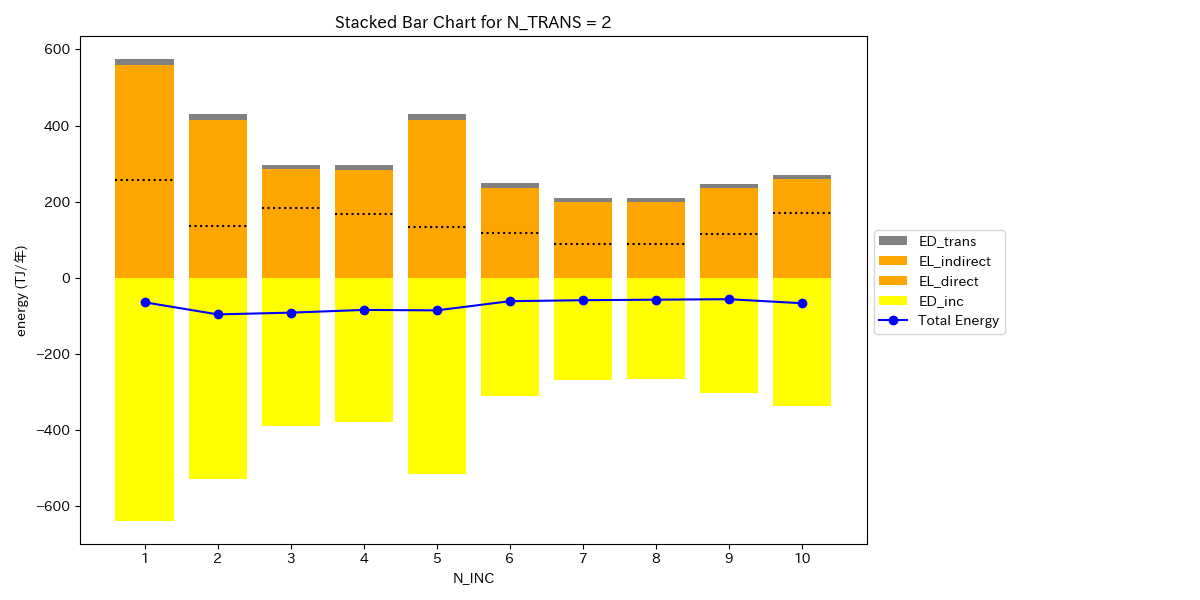 Stacked Bar Chart for N_TRANS = 2
energy (TJ/年)
600
400
200
0
−200
−400
−600
1 2 3 4 5 6 7 8 9 10
N_INC
ED_trans
EL_indirect
EL_direct
ED_inc
Total Energy